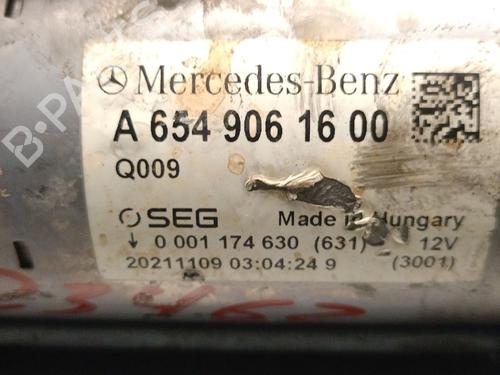 Mercedes-Benz
A 654 906 16 00
Q009
SEG Made in Hungary
0 001 174 630 (631) 12V
20211109 03:04:24 9 (3001)